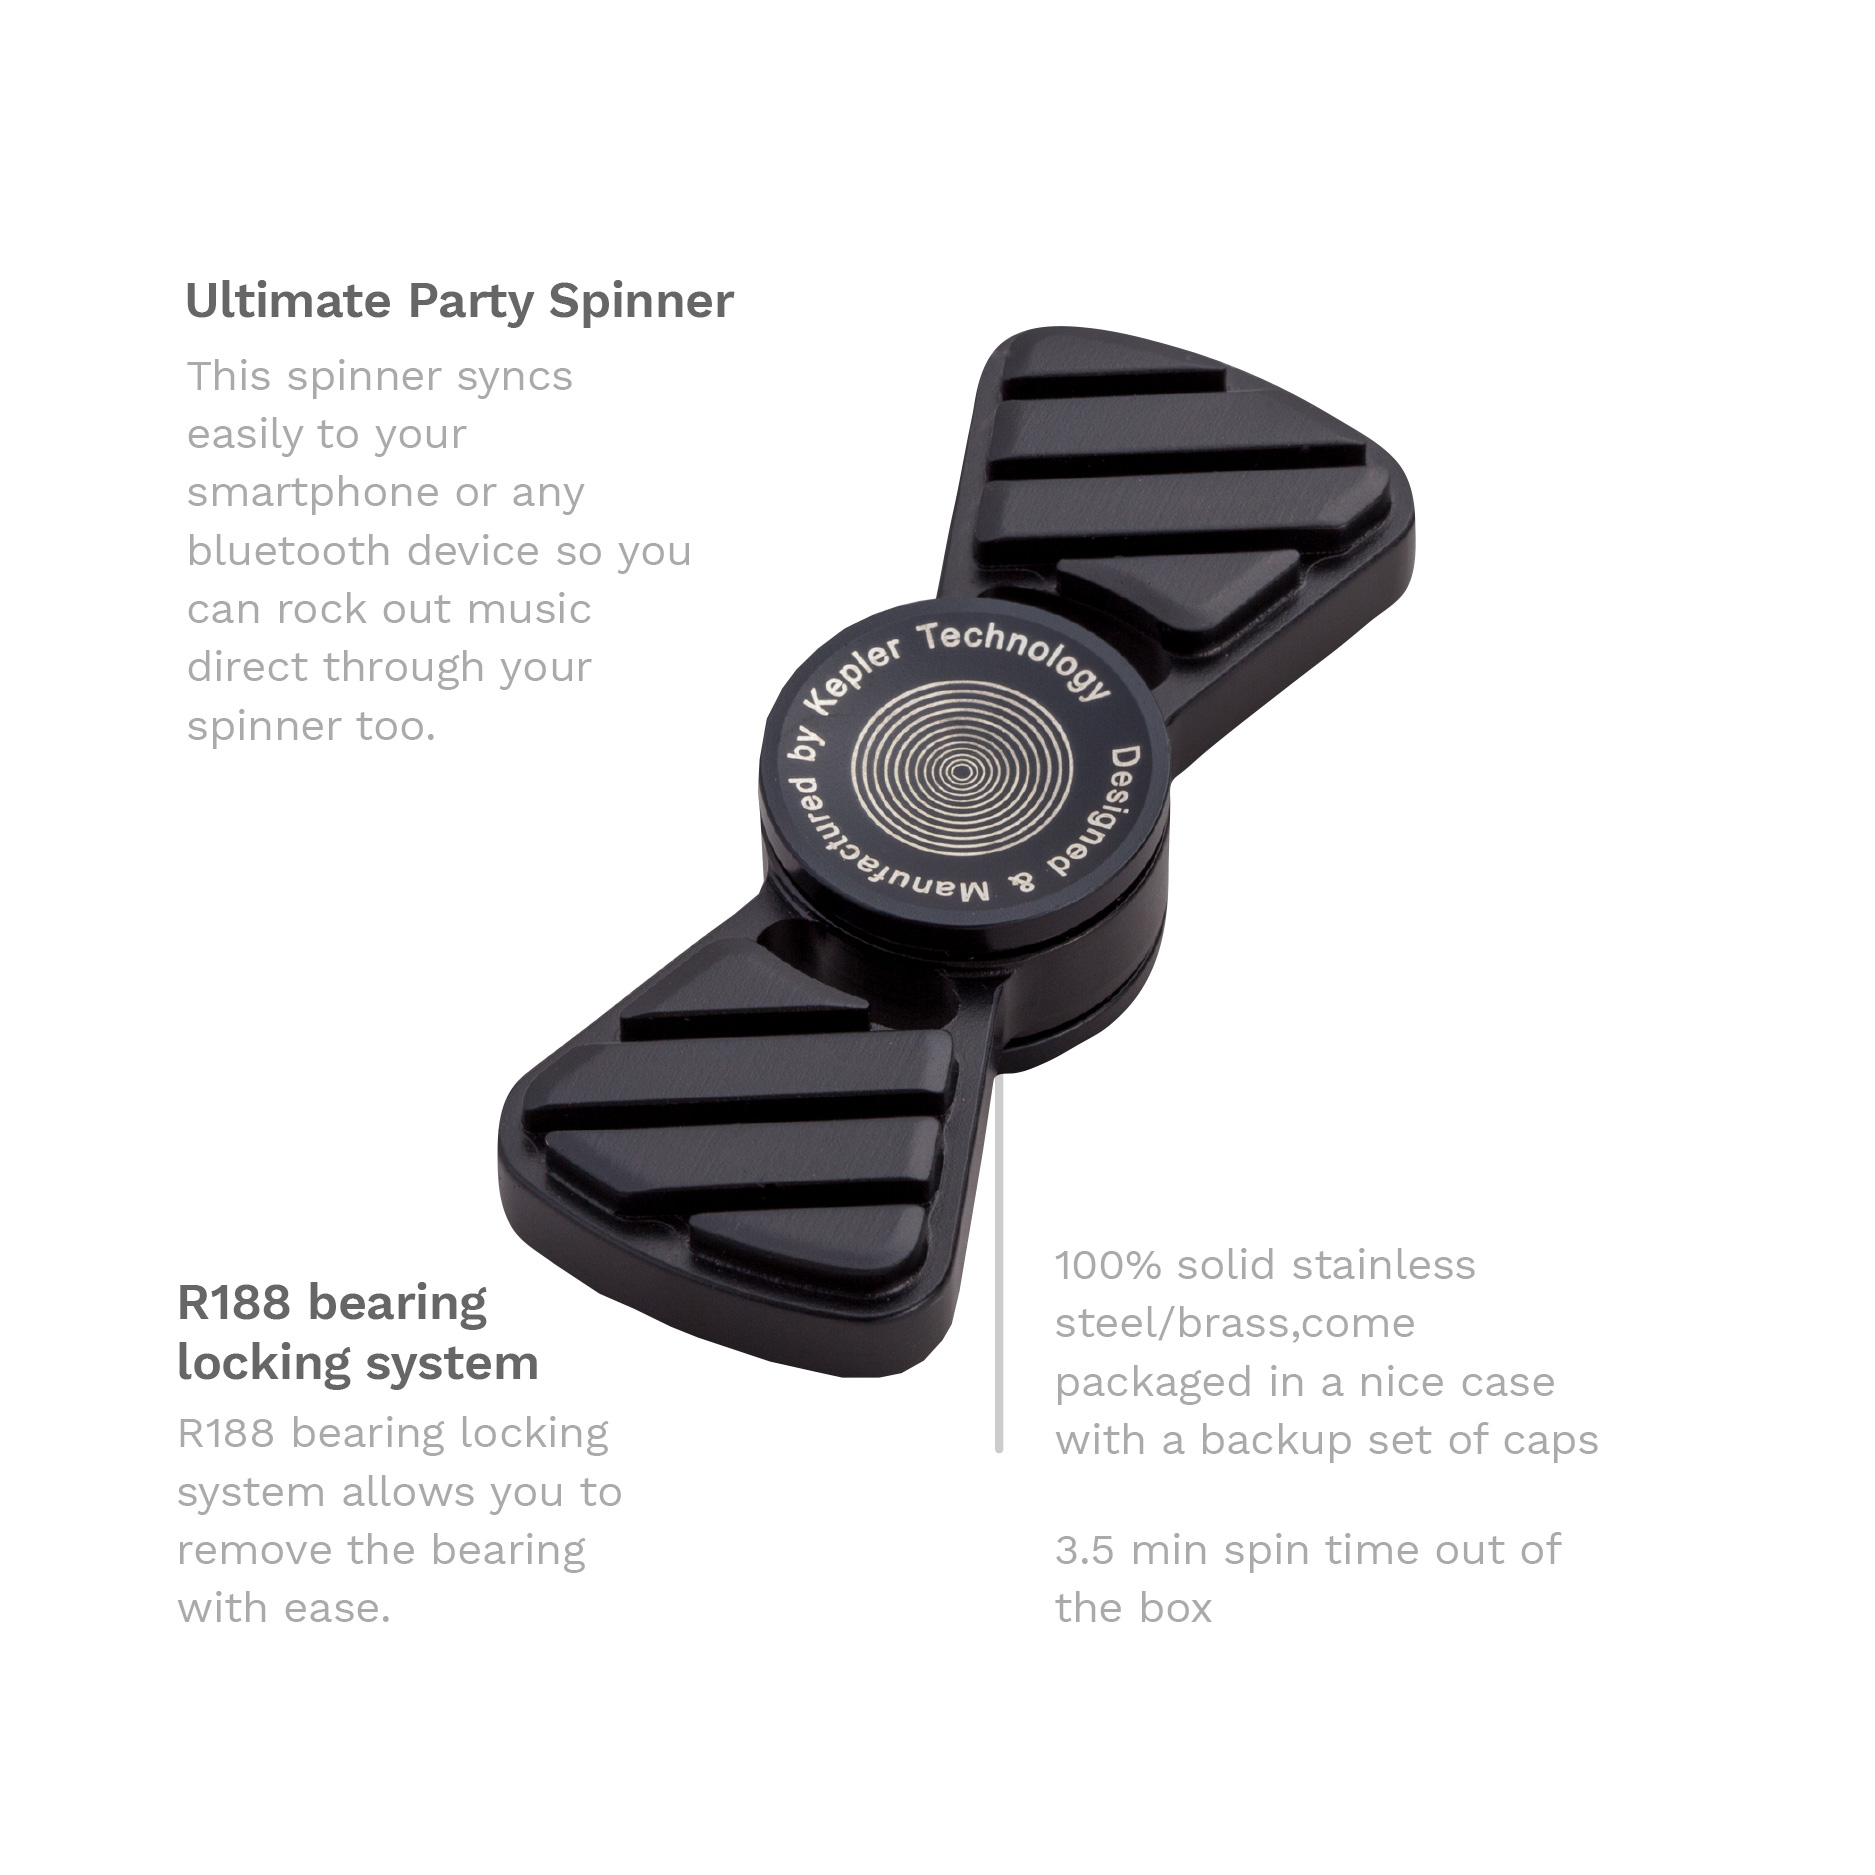 Ultimate Party Spinner
This spinner syncs
easily to your
smartphone or any
bluetooth device so you
can rock out music
direct through your
spinner too.
Designed & Manufactured by Kepler Technology
R188 bearing
locking system
R188 bearing locking
system allows you to
remove the bearing
with ease.
100% solid stainless
steel/brass,come
packaged in a nice case
with a backup set of caps
3.5 min spin time out of
the box